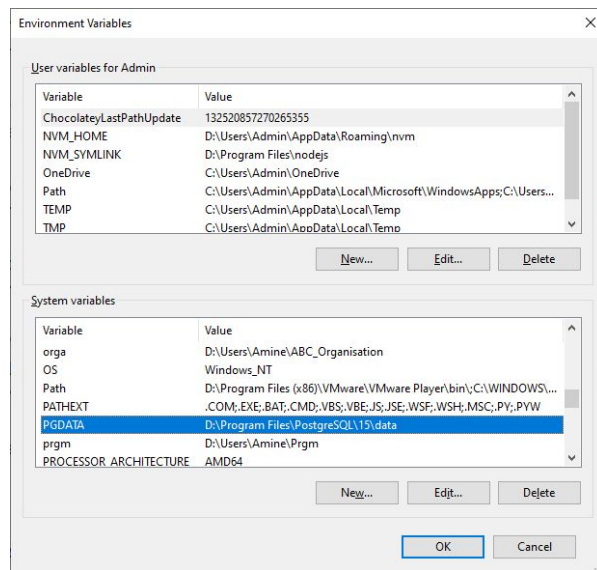 Environment Variables
User variables for Admin
Variable Value
ChocolateyLastPathUpdate 132520857270265355
NVM_HOME D:\Users\Admin\AppData\Roaming\nvm
NVM_SYMLINK D:\Program Files\nodejs
OneDrive C:\Users\Admin\OneDrive
Path C:\Users\Admin\AppData\Local\Microsoft\WindowsApps;C:\Users...
TEMP C:\Users\Admin\AppData\Local\Temp
TMP C:\Users\Admin\AppData\Local\Temp
New... Edit... Delete
System variables
Variable Value
orga D:\Users\Amine\ABC_Organisation
OS Windows_NT
Path D:\Program Files (x86)\VMware\VMware Player\bin\;C:\WINDOWS\...
PATHEXT .COM;.EXE;.BAT;.CMD;.VBS;.VBE;.JS;.JSE;.WSF;.WSH;.MSC;.PY;.PYW
PGDATA D:\Program Files\PostgreSQL\15\data
prgm D:\Users\Amine\Prgm
PROCESSOR_ARCHITECTURE AMD64
New... Edit... Delete
OK Cancel